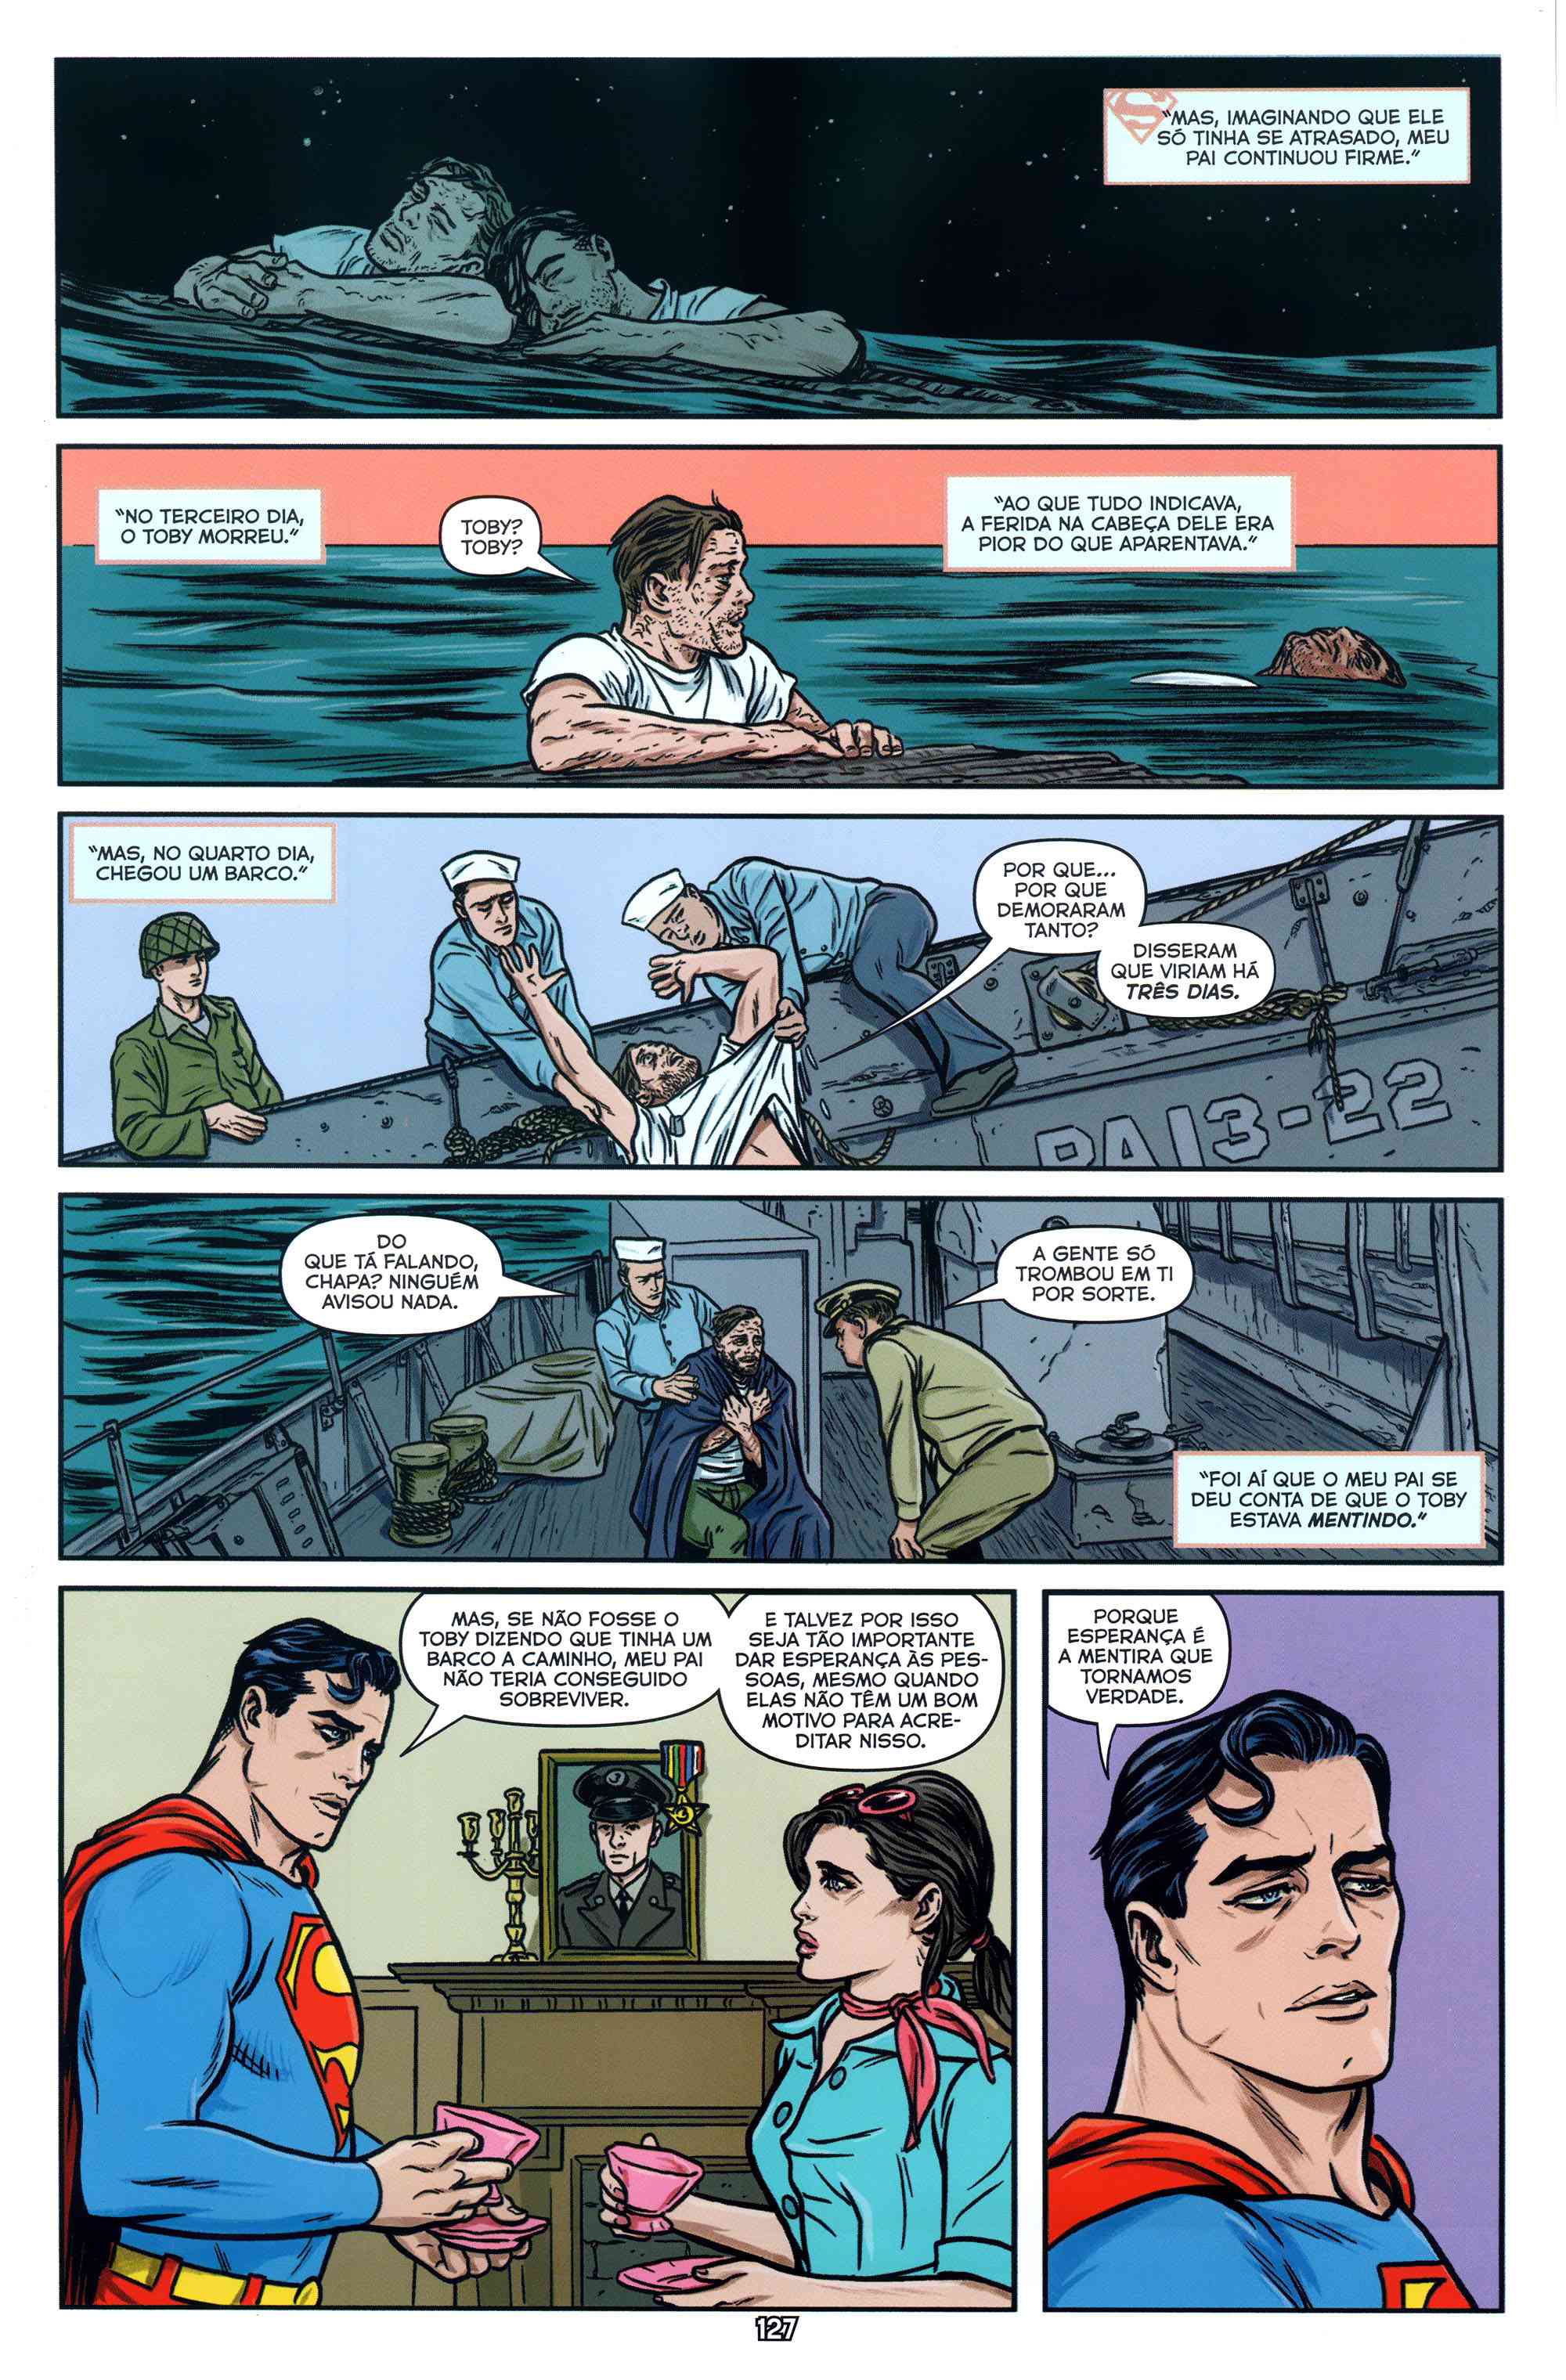 “MAS, IMAGINANDO QUE ELE
SÓ TINHA SE ATRASADO, MEU
PAI CONTINUOU FIRME.”
“NO TERCEIRO DIA,
O TOBY MORREU.”
TOBY?
TOBY?
“AO QUE TUDO INDICAVA,
A FERIDA NA CABEÇA DELE ERA
PIOR DO QUE APARENTAVA.”
“MAS, NO QUARTO DIA,
CHEGOU UM BARCO.”
POR QUE...
POR QUE
DEMORARAM
TANTO?
DISSERAM
QUE VIRIAM HÁ
TRÊS DIAS.
PA13-22
DO
QUE TÁ FALANDO,
CHAPA? NINGUÉM
AVISOU NADA.
A GENTE SÓ
TROMBOU EM TI
POR SORTE.
“FOI AÍ QUE O MEU PAI SE
DEU CONTA DE QUE O TOBY
ESTAVA MENTINDO.”
MAS, SE NÃO FOSSE O
TOBY DIZENDO QUE TINHA UM
BARCO A CAMINHO, MEU PAI
NÃO TERIA CONSEGUIDO
SOBREVIVER.
E TALVEZ POR ISSO
SEJA TÃO IMPORTANTE
DAR ESPERANÇA ÀS PES-
SOAS, MESMO QUANDO
ELAS NÃO TÊM UM BOM
MOTIVO PARA ACRE-
DITAR NISSO.
PORQUE
ESPERANÇA É
A MENTIRA QUE
TORNAMOS
VERDADE.
127